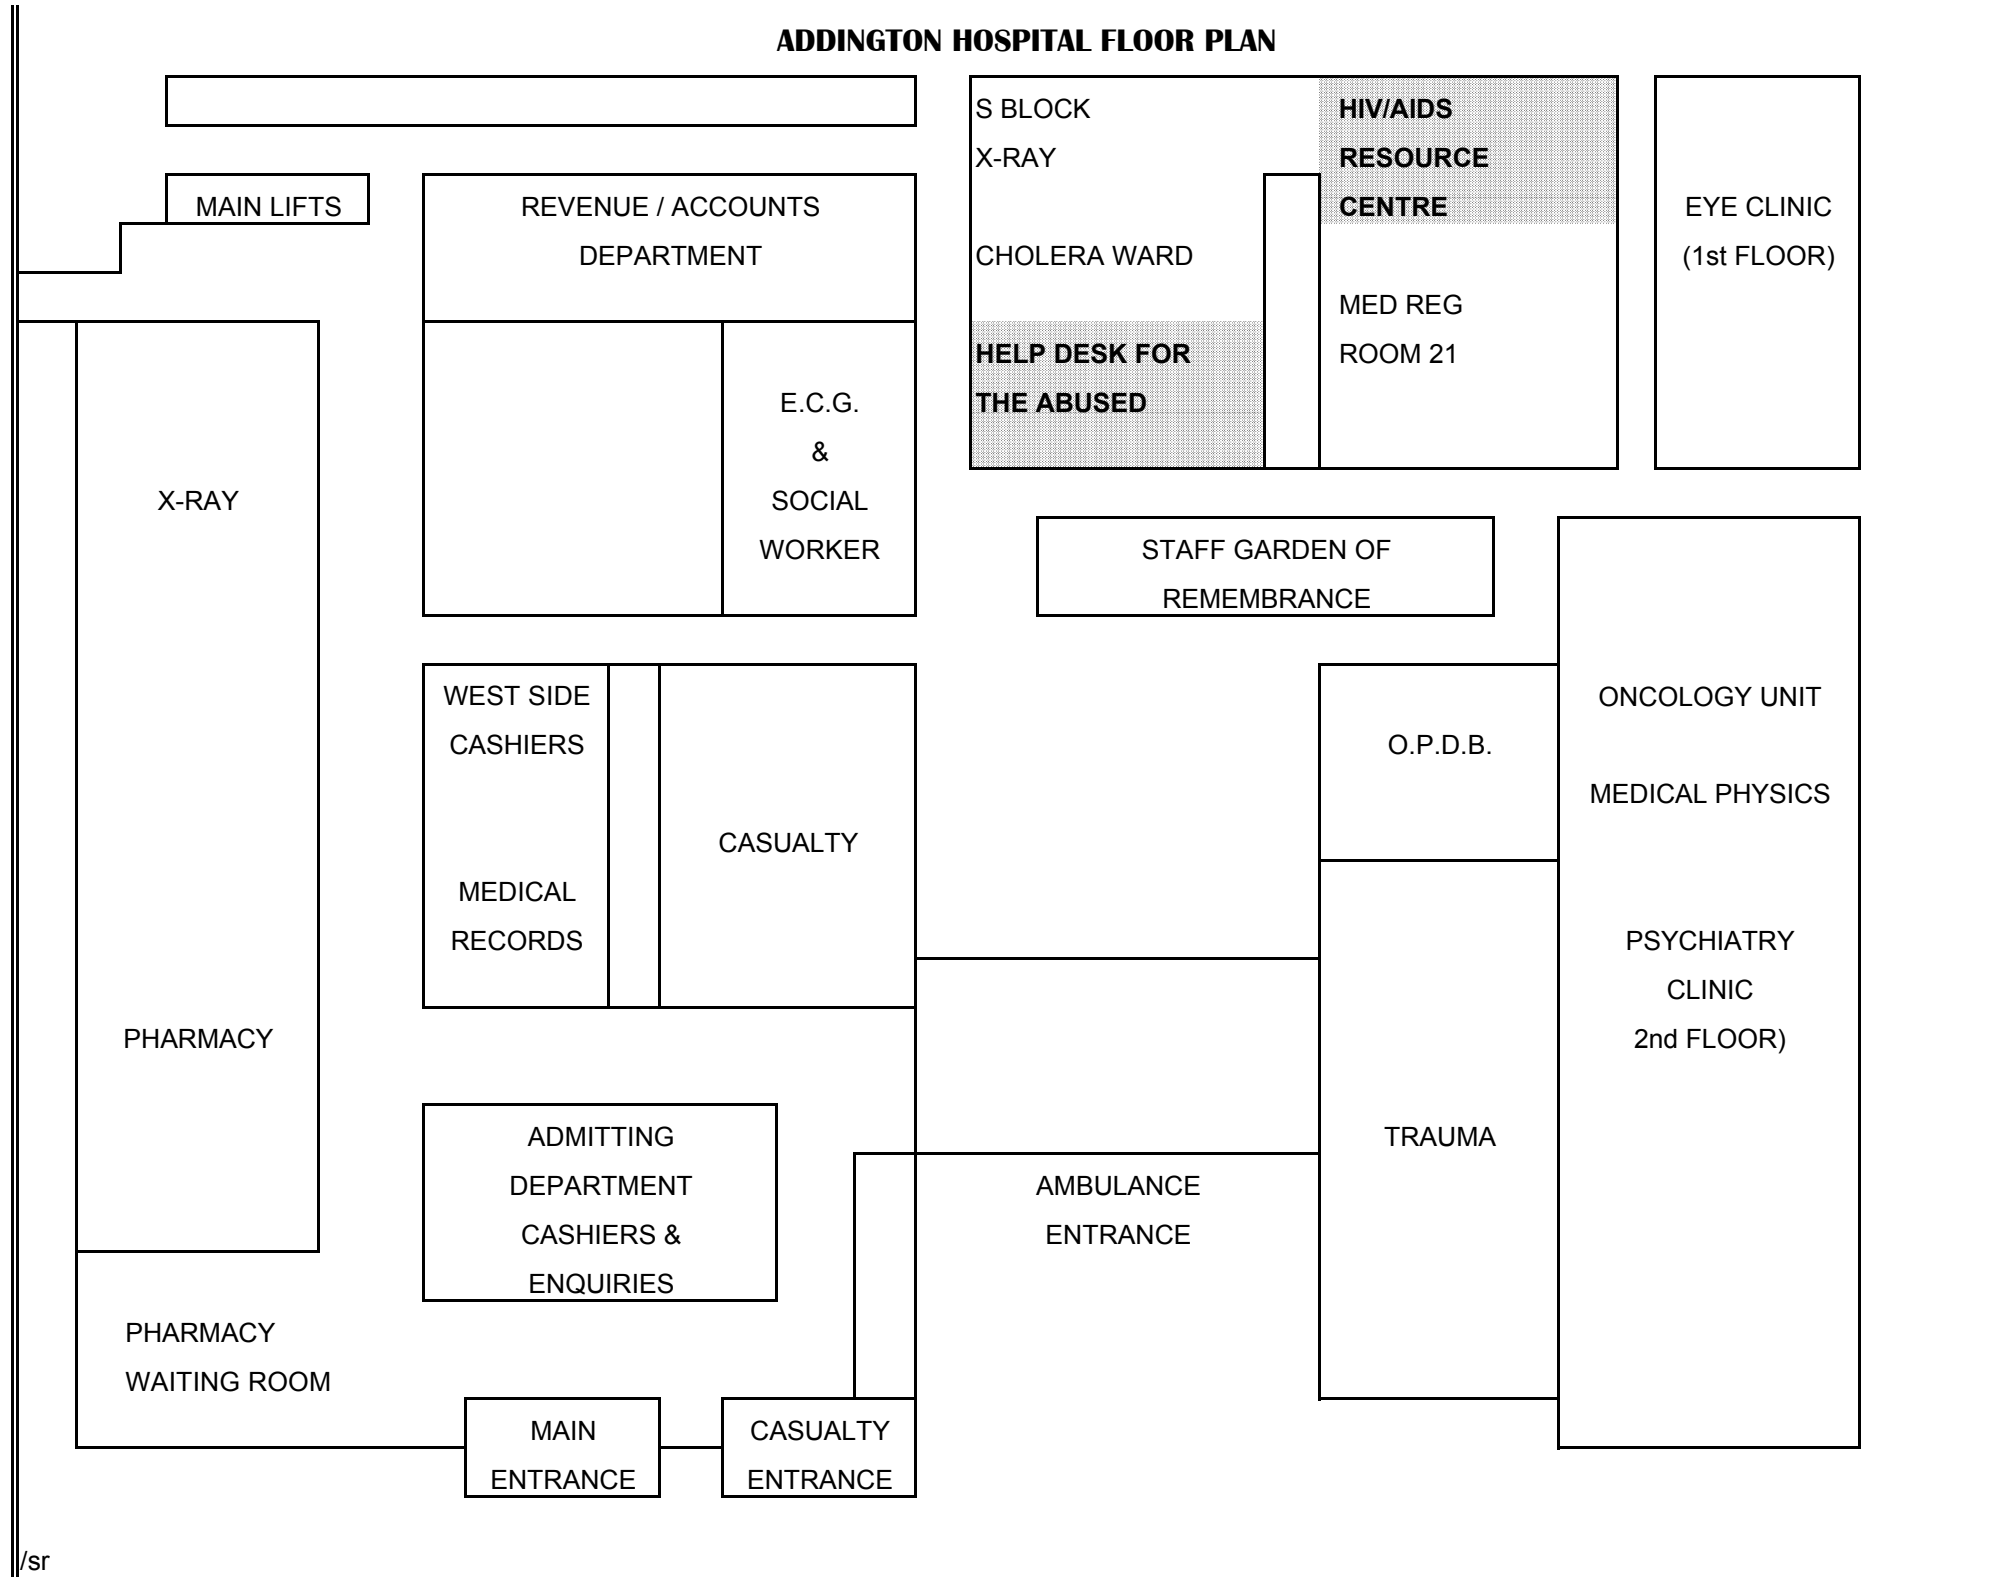 ADDINGTON HOSPITAL FLOOR PLAN
S BLOCK
X-RAY
CHOLERA WARD
HELP DESK FOR
THE ABUSED
HIV/AIDS
RESOURCE
CENTRE
MED REG
ROOM 21
EYE CLINIC
(1st FLOOR)
MAIN LIFTS
REVENUE / ACCOUNTS
DEPARTMENT
E.C.G.
&
SOCIAL
WORKER
X-RAY
PHARMACY
STAFF GARDEN OF
REMEMBRANCE
WEST SIDE
CASHIERS
MEDICAL
RECORDS
CASUALTY
O.P.D.B.
TRAUMA
ONCOLOGY UNIT
MEDICAL PHYSICS
PSYCHIATRY
CLINIC
2nd FLOOR)
ADMITTING
DEPARTMENT
CASHIERS &
ENQUIRIES
AMBULANCE
ENTRANCE
PHARMACY
WAITING ROOM
MAIN
ENTRANCE
CASUALTY
ENTRANCE
/sr